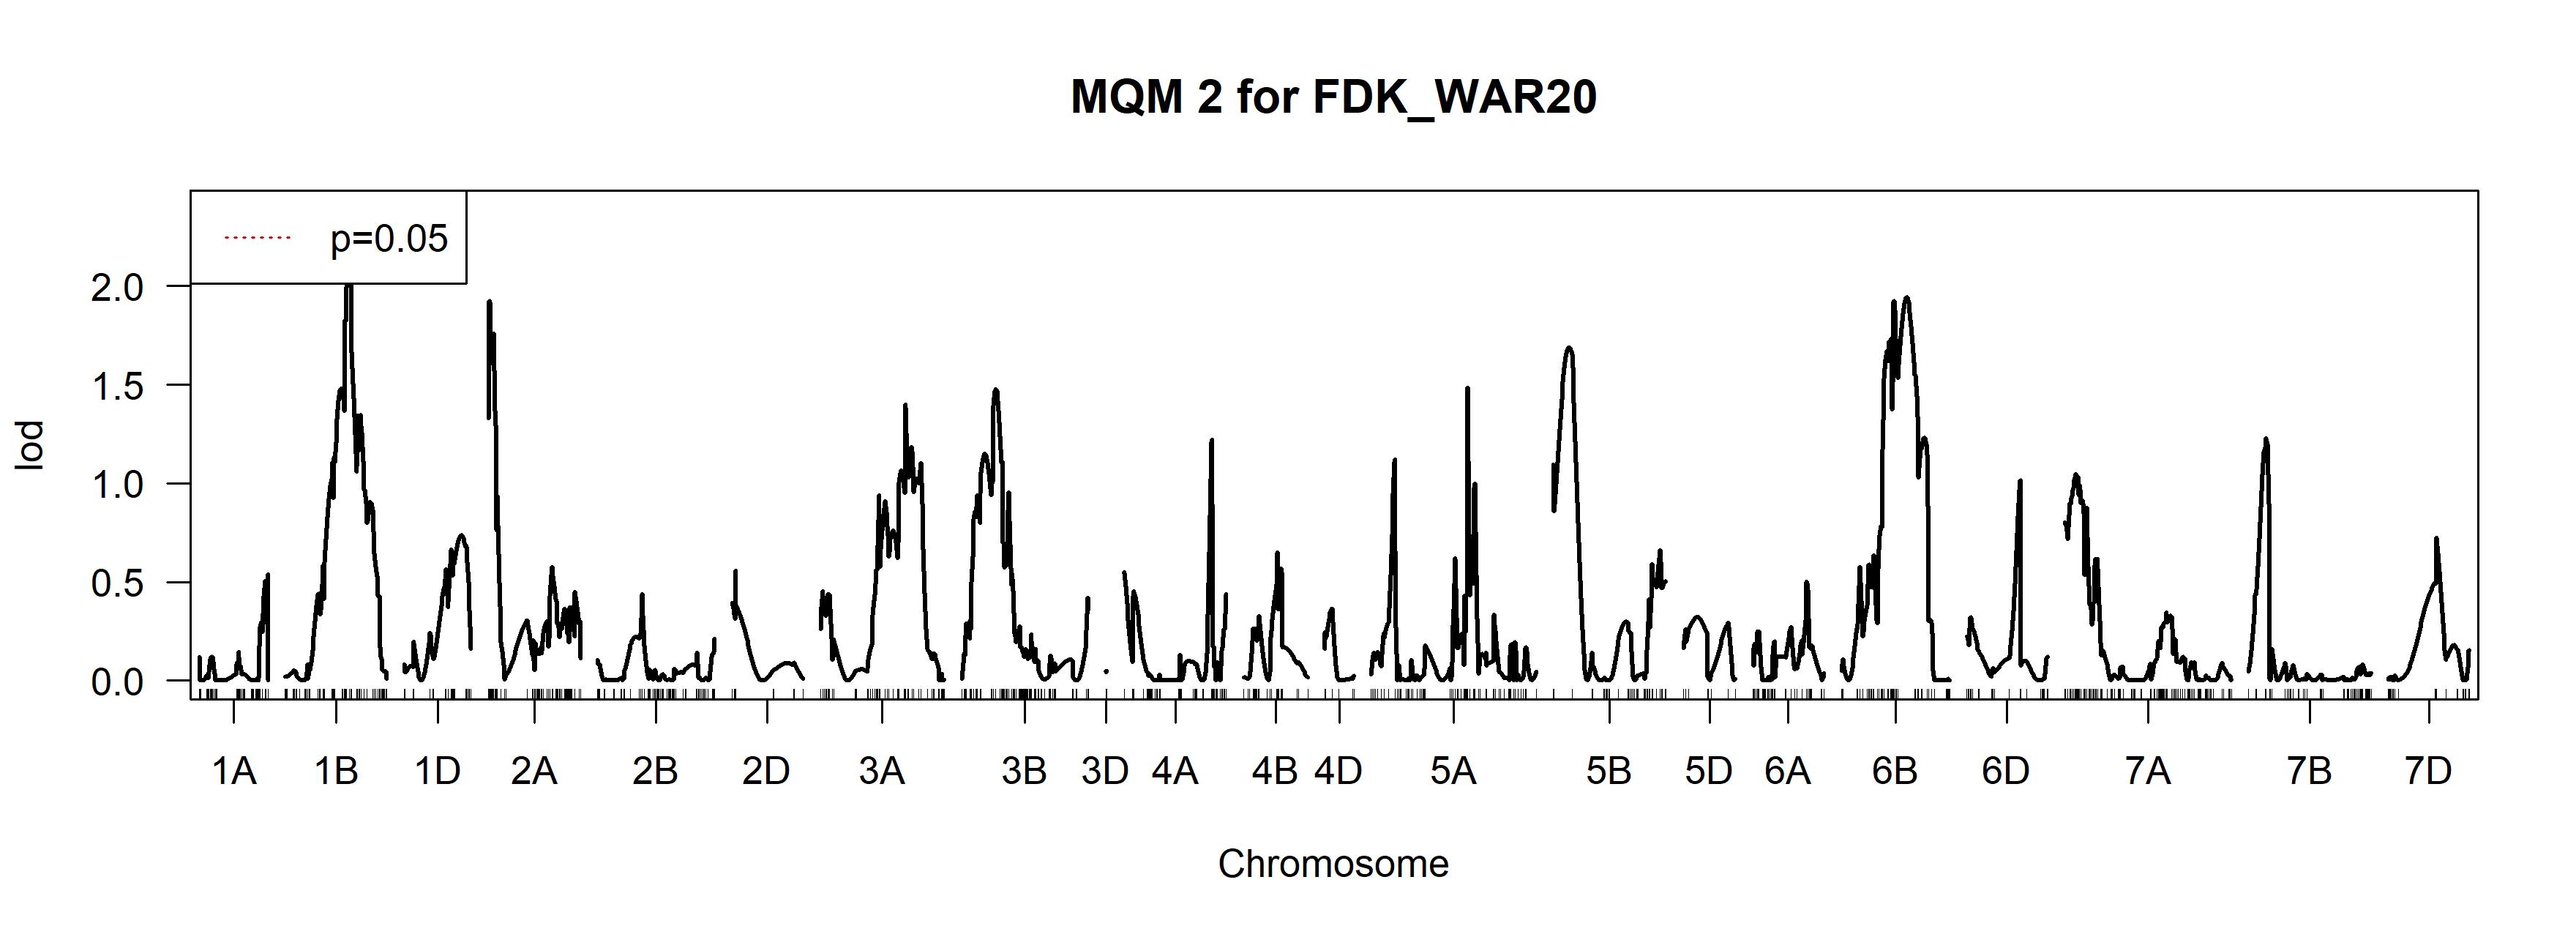 MQM 2 for FDK_WAR20
p=0.05
2.0
1.5
1.0
0.5
0.0
lod
1A 1B 1D 2A 2B 2D 3A 3B 3D 4A 4B 4D 5A 5B 5D 6A 6B 6D 7A 7B 7D
Chromosome